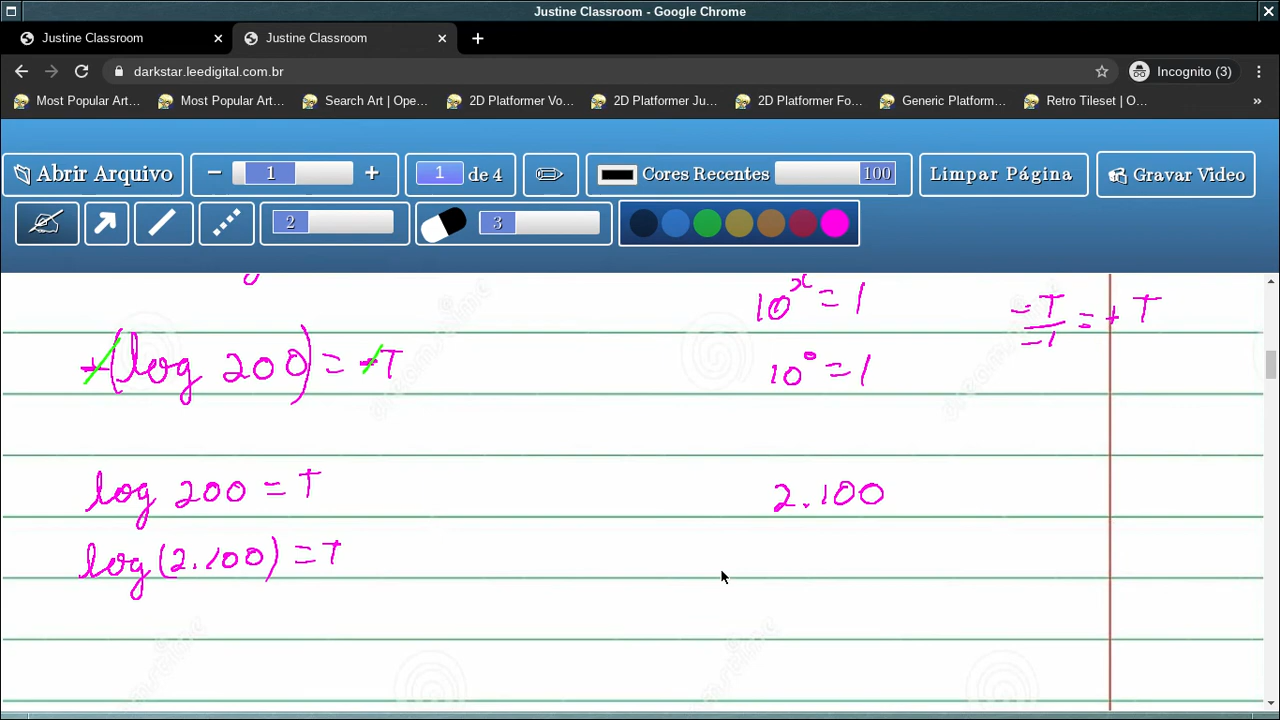 Justine Classroom - Google Chrome
Justine Classroom
Justine Classroom
darkstar.leedigital.com.br
Incognito (3)
Most Popular Art...
Most Popular Art...
Search Art | Ope...
2D Platformer Vo...
2D Platformer Ju...
2D Platformer Fo...
Generic Platform...
Retro Tileset | O...
»
Abrir Arquivo
− 1 +
1 de 4
Cores Recentes 100
Limpar Página
Gravar Video
2
3
10^x = 1
-T/-1 = + T
-(log 200) = -T
10^0 = 1
log 200 = T
2.100
log(2.100) = T